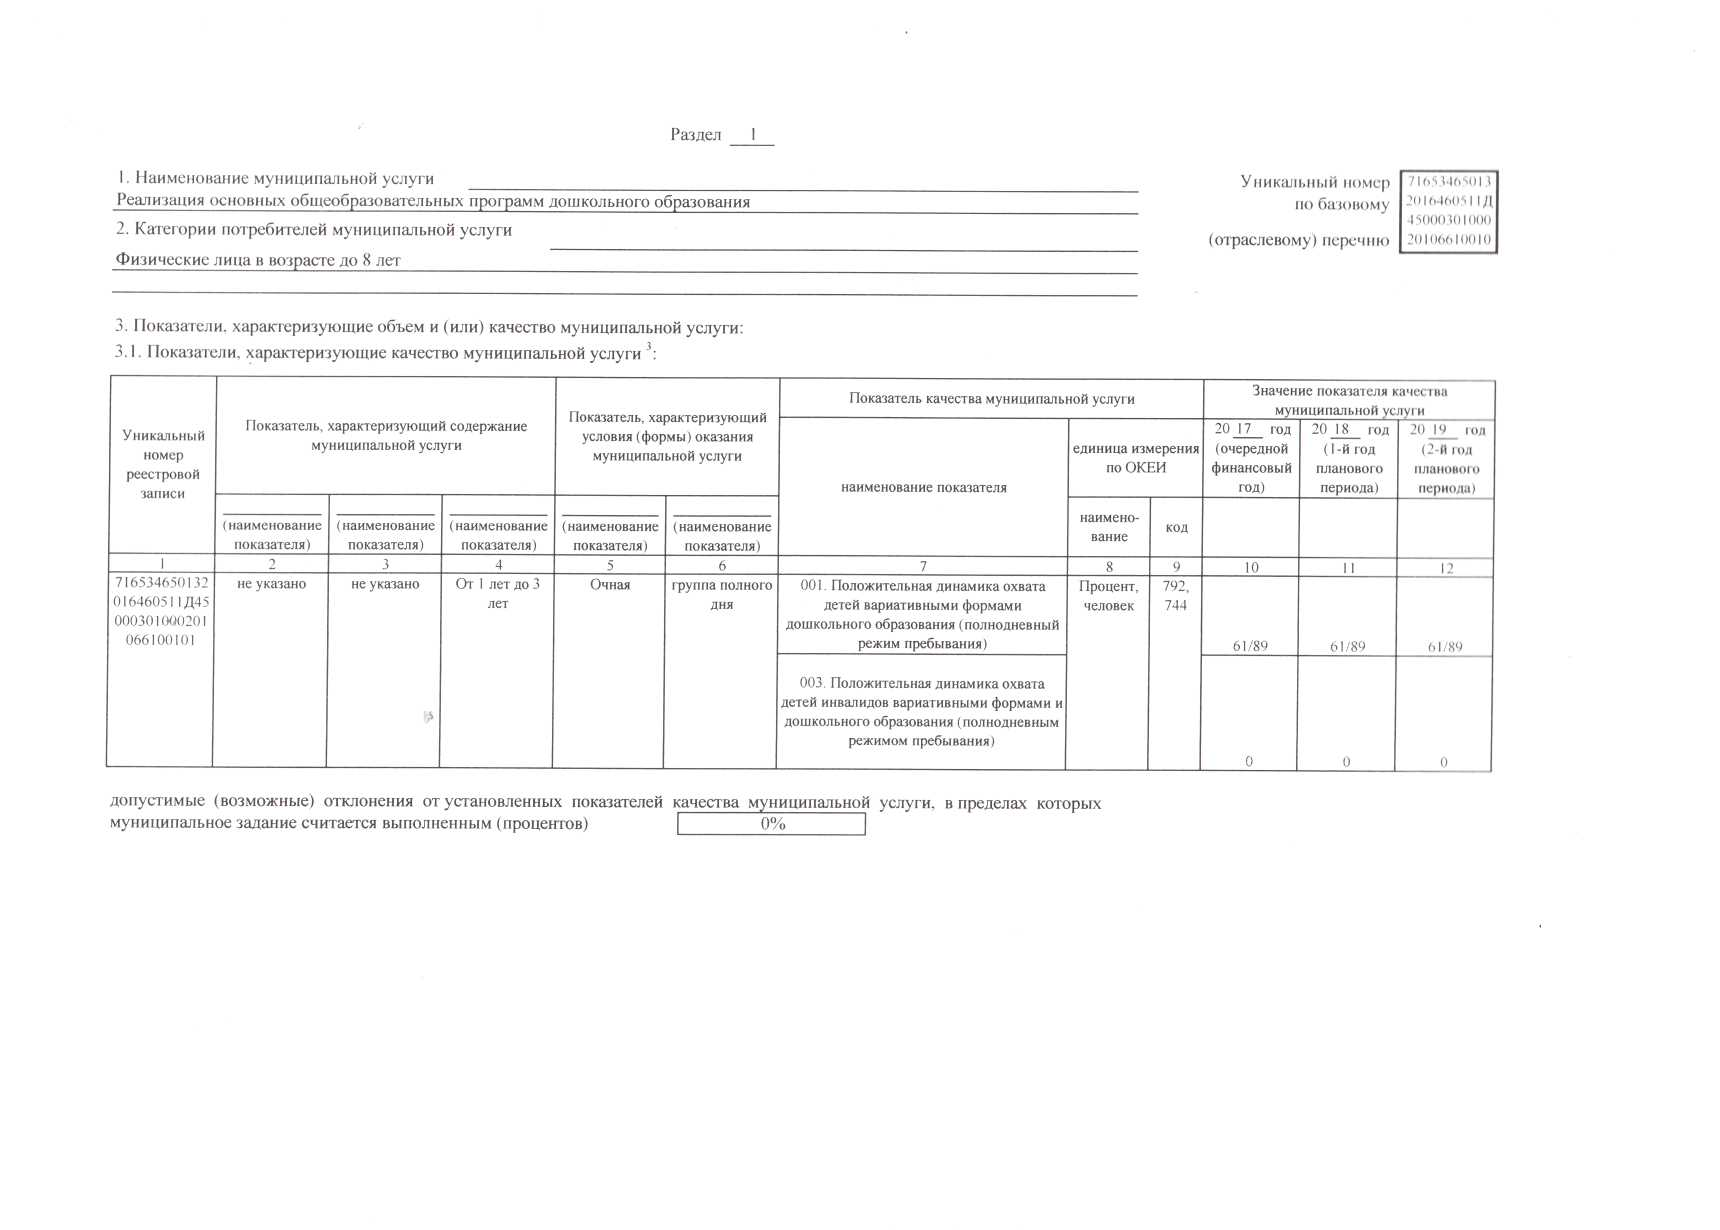 Раздел 1
1. Наименование муниципальной услуги
Реализация основных общеобразовательных программ дошкольного образования
2. Категории потребителей муниципальной услуги
Физические лица в возрасте до 8 лет
Уникальный номер
по базовому
(отраслевому) перечню
71653465013
2016460511Д
45000301000
20106610010
3. Показатели, характеризующие объем и (или) качество муниципальной услуги:
3.1. Показатели, характеризующие качество муниципальной услуги 3:
Уникальный
номер
реестровой
записи
Показатель, характеризующий содержание
муниципальной услуги
Показатель, характеризующий
условия (формы) оказания
муниципальной услуги
Показатель качества муниципальной услуги
Значение показателя качества
муниципальной услуги
наименование показателя
единица измерения
по ОКЕИ
20 17 год
(очередной
финансовый
год)
20 18 год
(1-й год
планового
периода)
20 19 год
(2-й год
планового
периода)
(наименование
показателя)
(наименование
показателя)
(наименование
показателя)
(наименование
показателя)
(наименование
показателя)
наимено-
вание
код
1 2 3 4 5 6 7 8 9 10 11 12
716534650132
016460511Д45
000301000201
066100101
не указано
не указано
От 1 лет до 3
лет
Очная
группа полного
дня
001. Положительная динамика охвата
детей вариативными формами
дошкольного образования (полнодневный
режим пребывания)
Процент,
человек
792,
744
61/89 61/89 61/89
003. Положительная динамика охвата
детей инвалидов вариативными формами и
дошкольного образования (полнодневным
режимом пребывания)
0 0 0
допустимые (возможные) отклонения от установленных показателей качества муниципальной услуги, в пределах которых
муниципальное задание считается выполненным (процентов) 0%